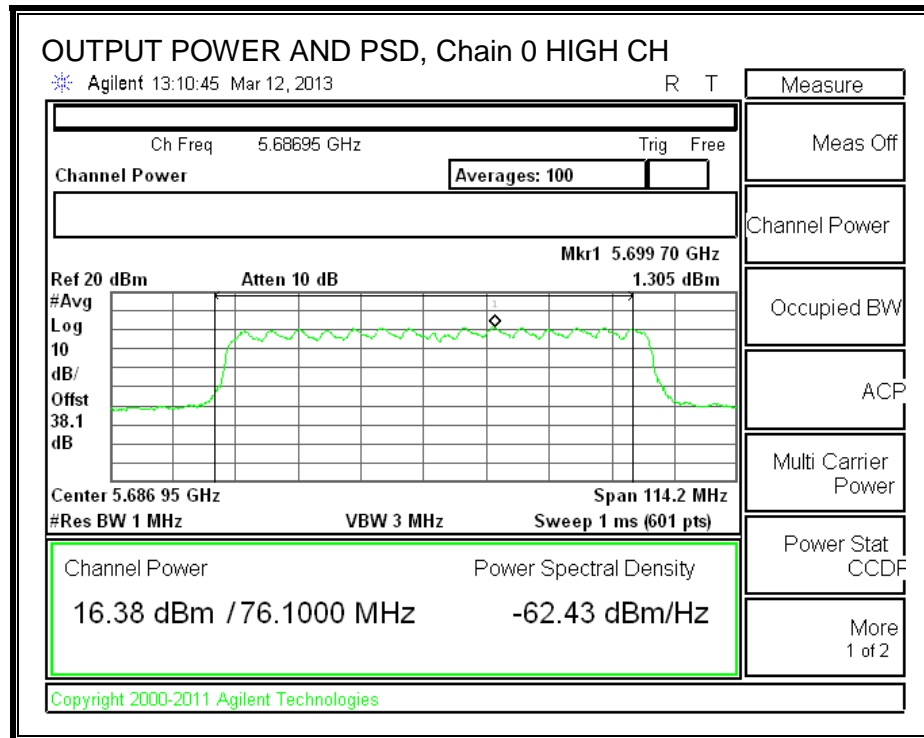 OUTPUT POWER AND PSD, Chain 0 HIGH CH
Agilent 13:10:45 Mar 12, 2013 R T
Ch Freq 5.68695 GHz Trig Free
Channel Power Averages: 100
Mkr1 5.699 70 GHz
Ref 20 dBm Atten 10 dB 1.305 dBm
#Avg
1
Log
10
dB/
Offst
38.1
dB
Center 5.686 95 GHz Span 114.2 MHz
#Res BW 1 MHz VBW 3 MHz Sweep 1 ms (601 pts)
Channel Power Power Spectral Density
16.38 dBm / 76.1000 MHz -62.43 dBm/Hz
Copyright 2000-2011 Agilent Technologies
Measure
Meas Off
Channel Power
Occupied BW
ACP
Multi Carrier
Power
Power Stat
CCDF
More
1 of 2